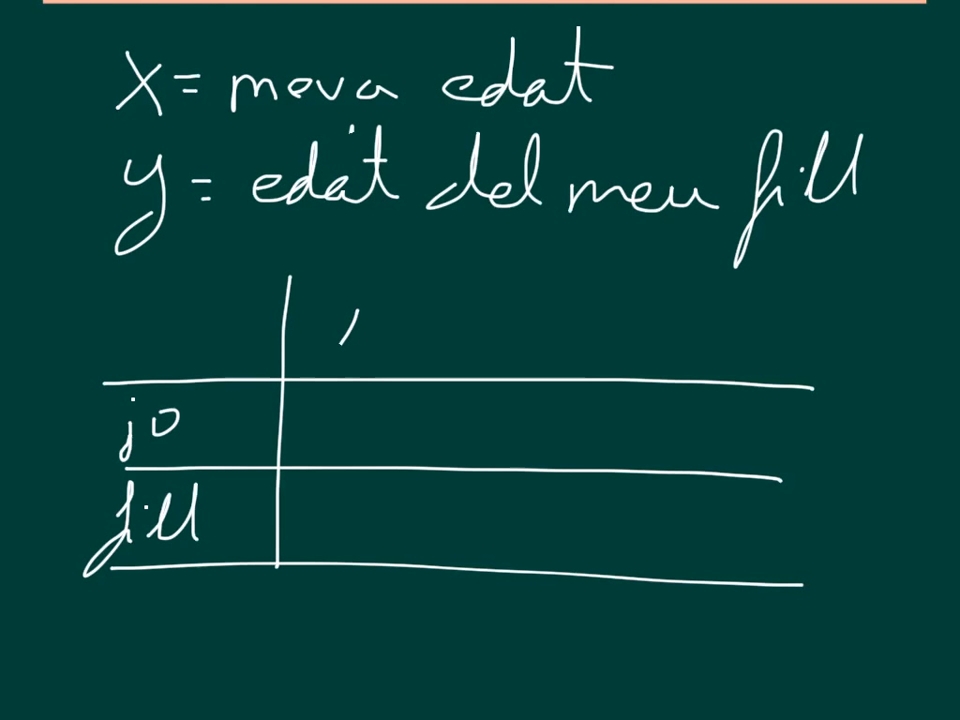 x = meva edat
y = edat del meu fill
jo
fill